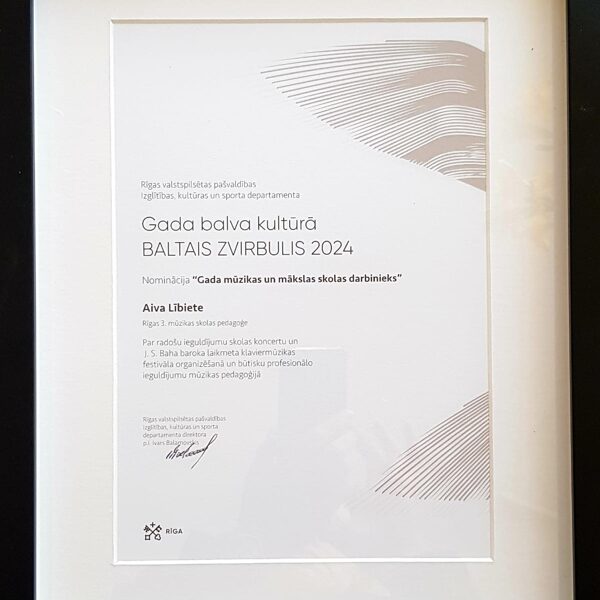 Rīgas valstspilsētas pašvaldības
Izglītības, kultūras un sporta departamenta
Gada balva kultūrā
BALTAIS ZVIRBULIS 2024
Nominācija “Gada mūzikas un mākslas skolas darbinieks”
Aiva Lībiete
Rīgas 3. mūzikas skolas pedagoģe
Par radošu ieguldījumu skolas koncertu un
J. S. Baha baroka laikmeta klaviermūzikas
festivāla organizēšanā un būtisku profesionālo
ieguldījumu mūzikas pedagoģijā
Rīgas valstspilsētas pašvaldības
Izglītības, kultūras un sporta
departamenta direktora
p.i. Ivars Balamovskis
RĪGA